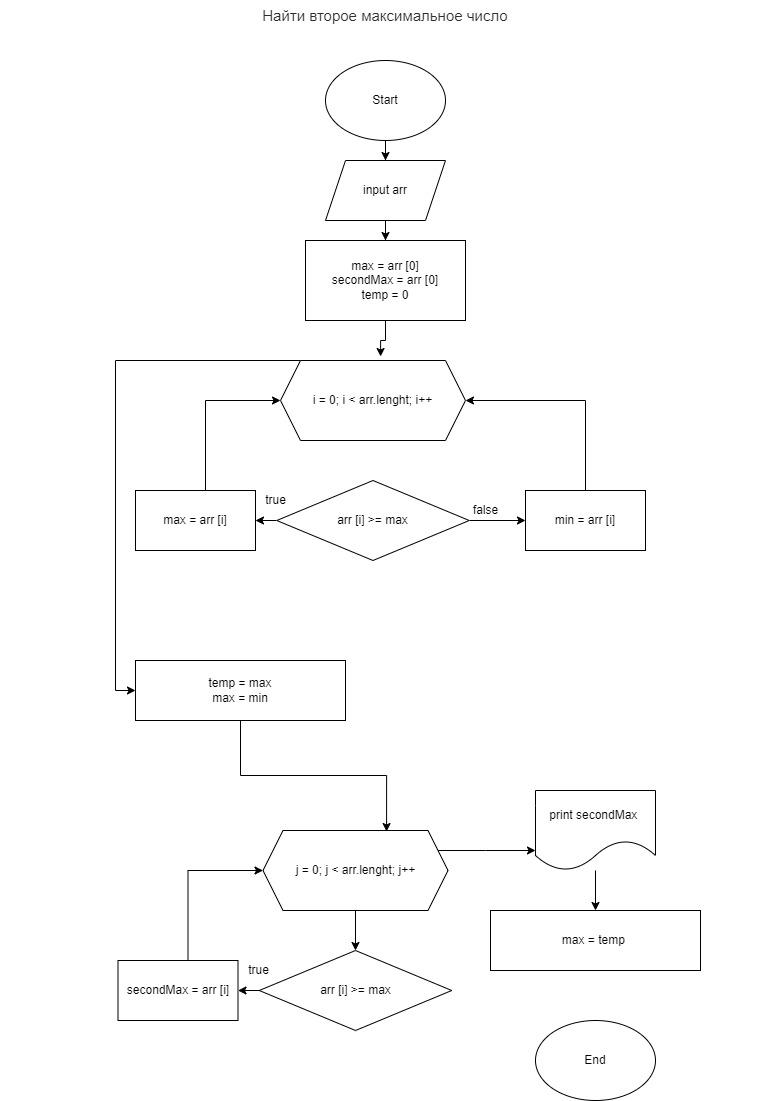 Найти второе максимальное число
Start
input arr
max = arr [0]
secondMax = arr [0]
temp = 0
i = 0; i < arr.lenght; i++
true
arr [i] >= max
false
max = arr [i]
min = arr [i]
temp = max
max = min
print secondMax
j = 0; j < arr.lenght; j++
max = temp
true
secondMax = arr [i]
arr [i] >= max
End